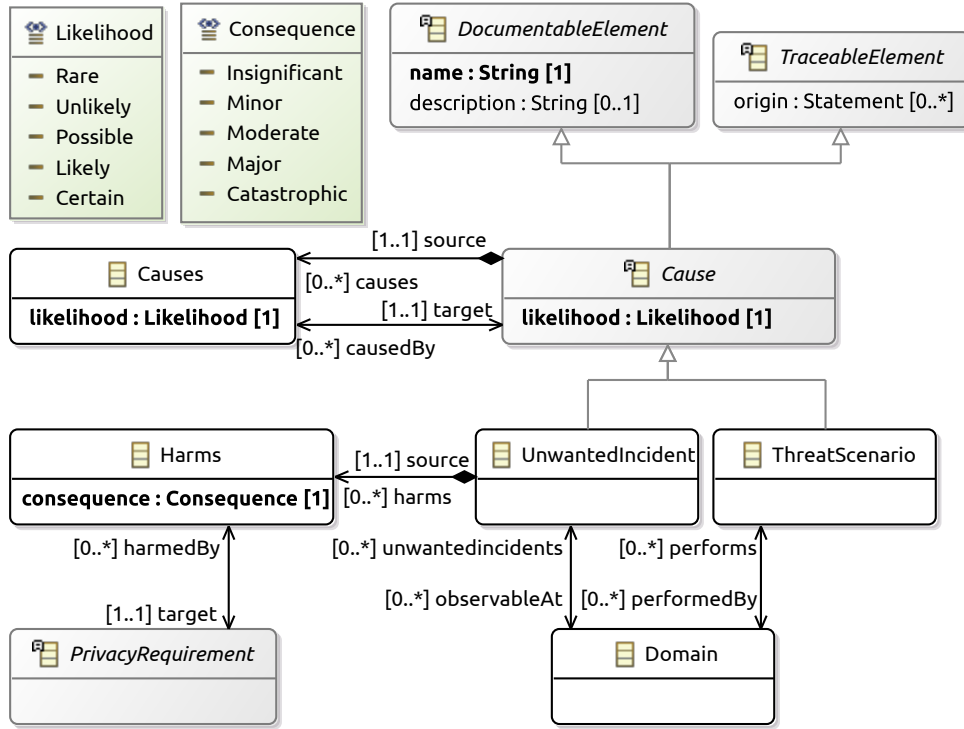 Likelihood
Rare
Unlikely
Possible
Likely
Certain
Consequence
Insignificant
Minor
Moderate
Major
Catastrophic
DocumentableElement
name : String [1]
description : String [0..1]
TraceableElement
origin : Statement [0..*]
Causes
likelihood : Likelihood [1]
[1..1] source
[0..*] causes
[1..1] target
[0..*] causedBy
Cause
likelihood : Likelihood [1]
Harms
consequence : Consequence [1]
[1..1] source
[0..*] harms
UnwantedIncident
ThreatScenario
[0..*] harmedBy
[1..1] target
[0..*] unwantedincidents
[0..*] observableAt
[0..*] performs
[0..*] performedBy
PrivacyRequirement
Domain